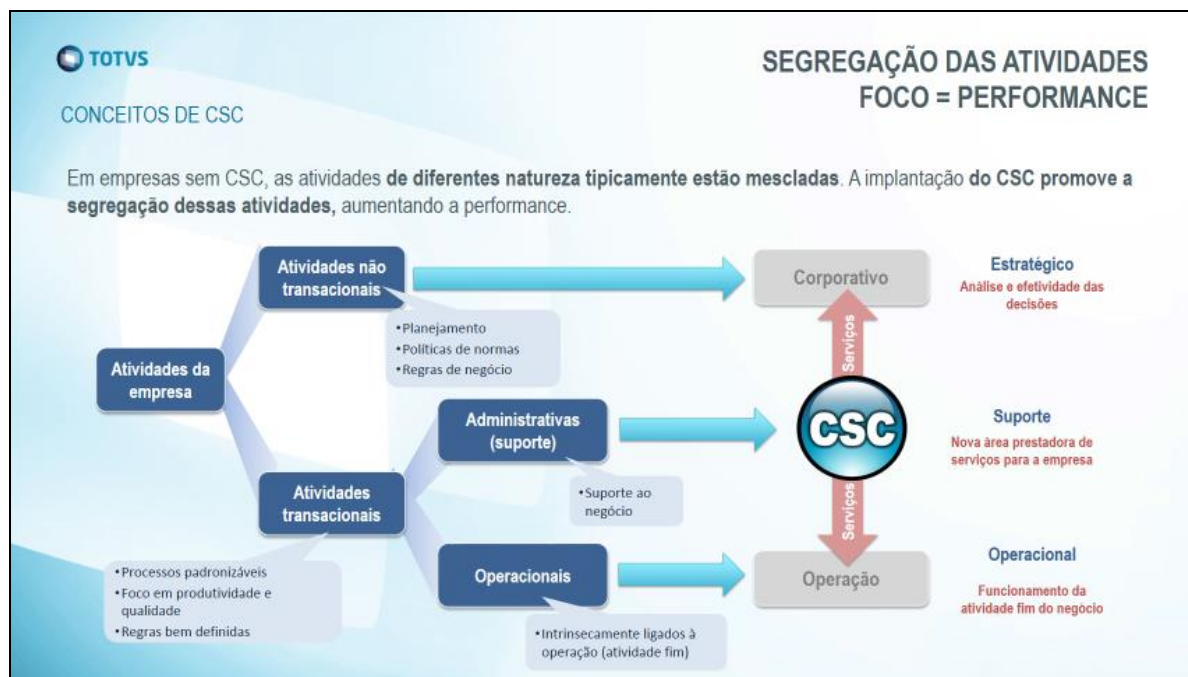 TOTVS
SEGREGAÇÃO DAS ATIVIDADES
FOCO = PERFORMANCE
CONCEITOS DE CSC
Em empresas sem CSC, as atividades de diferentes natureza tipicamente estão mescladas. A implantação do CSC promove a
segregação dessas atividades, aumentando a performance.
Atividades não
transacionais
•Planejamento
•Políticas de normas
•Regras de negócio
Corporativo
Estratégico
Análise e efetividade das
decisões
Atividades da
empresa
Serviços
Administrativas
(suporte)
•Suporte ao
negócio
CSC
Suporte
Nova área prestadora de
serviços para a empresa
Atividades
transacionais
•Processos padronizáveis
•Foco em produtividade e
qualidade
•Regras bem definidas
Serviços
Operacionais
•Intrinsecamente ligados à
operação (atividade fim)
Operação
Operacional
Funcionamento da
atividade fim do negócio